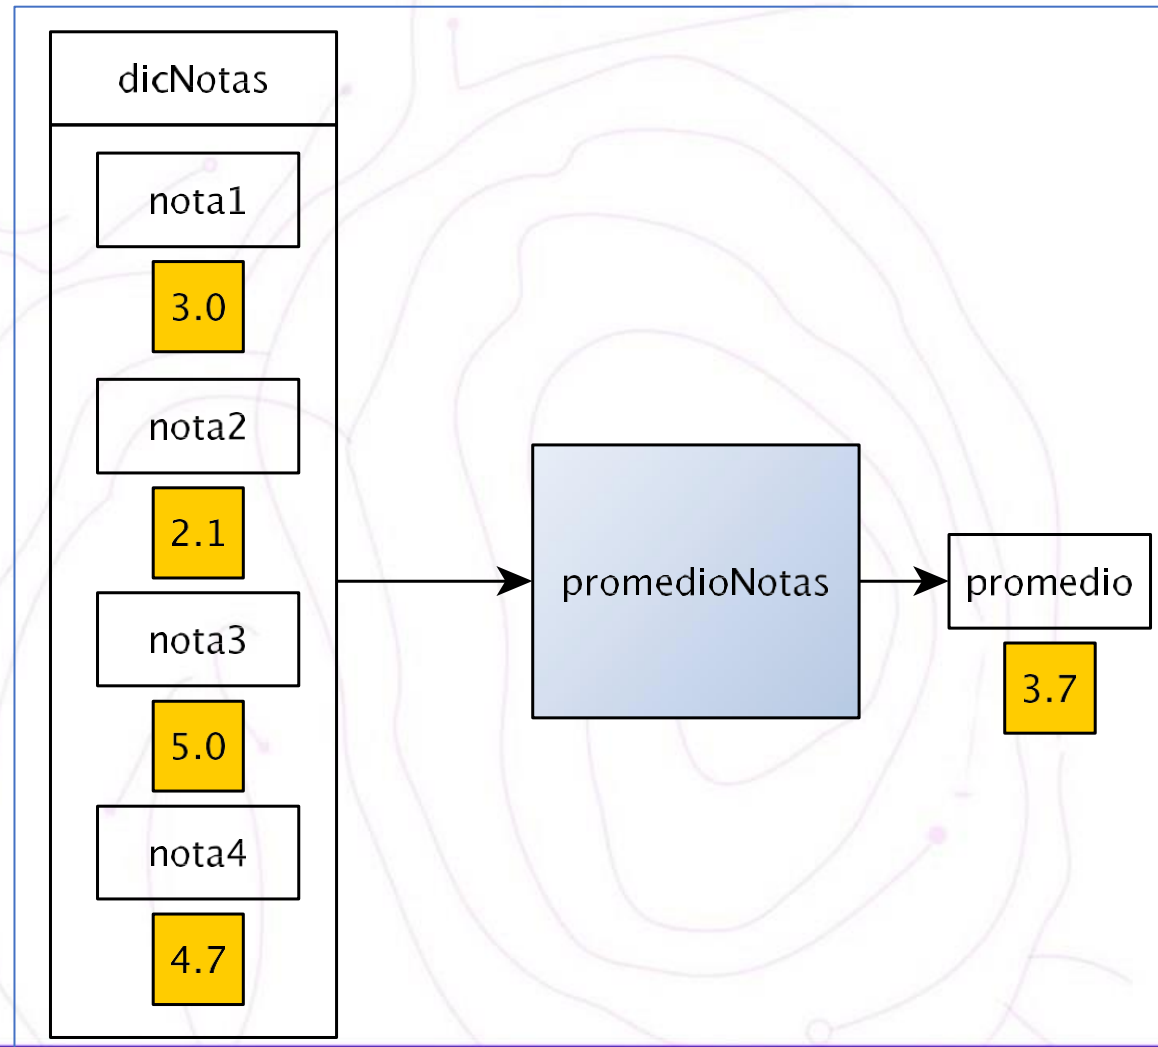 dicNotas
nota1
3.0
nota2
2.1
nota3
5.0
nota4
4.7
promedioNotas
promedio
3.7